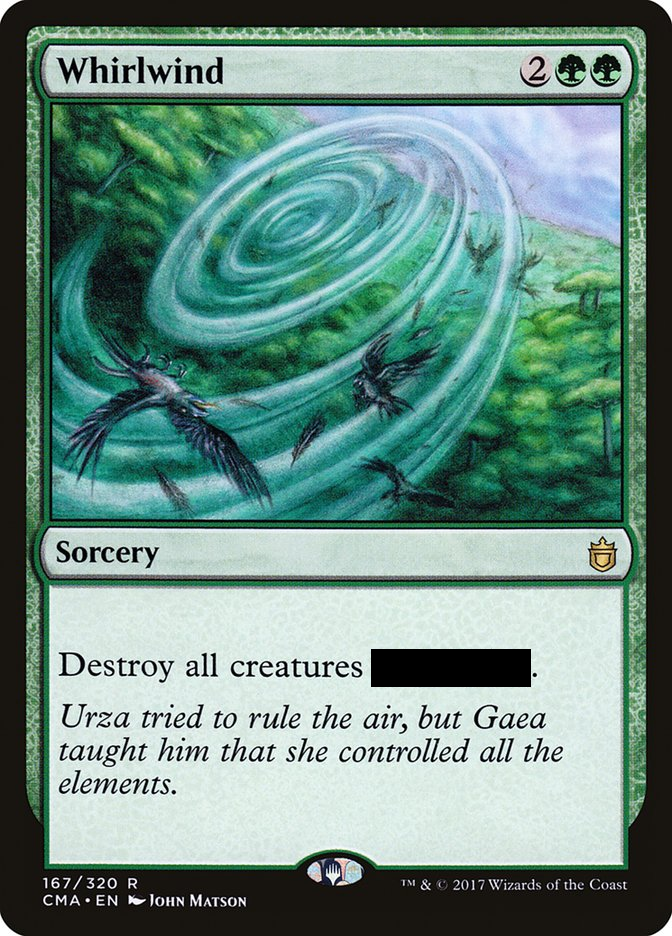 Whirlwind 2
Sorcery
Destroy all creatures .
Urza tried to rule the air, but Gaea
taught him that she controlled all the
elements.
167/320 R
CMA • EN John Matson
™ & © 2017 Wizards of the Coast